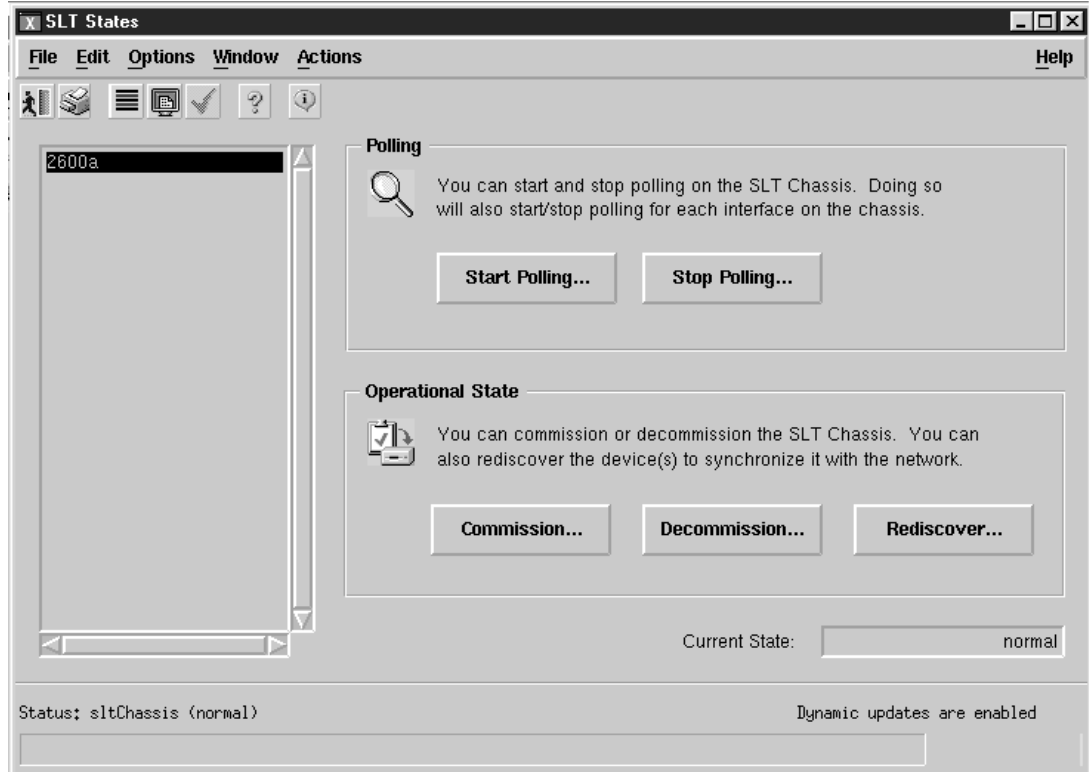 X SLT States
File Edit Options Window Actions Help
2600a
Polling
You can start and stop polling on the SLT Chassis. Doing so
will also start/stop polling for each interface on the chassis.
Start Polling... Stop Polling...
Operational State
You can commission or decommission the SLT Chassis. You can
also rediscover the device(s) to synchronize it with the network.
Commission... Decommission... Rediscover...
Current State: normal
Status: sltChassis (normal) Dynamic updates are enabled